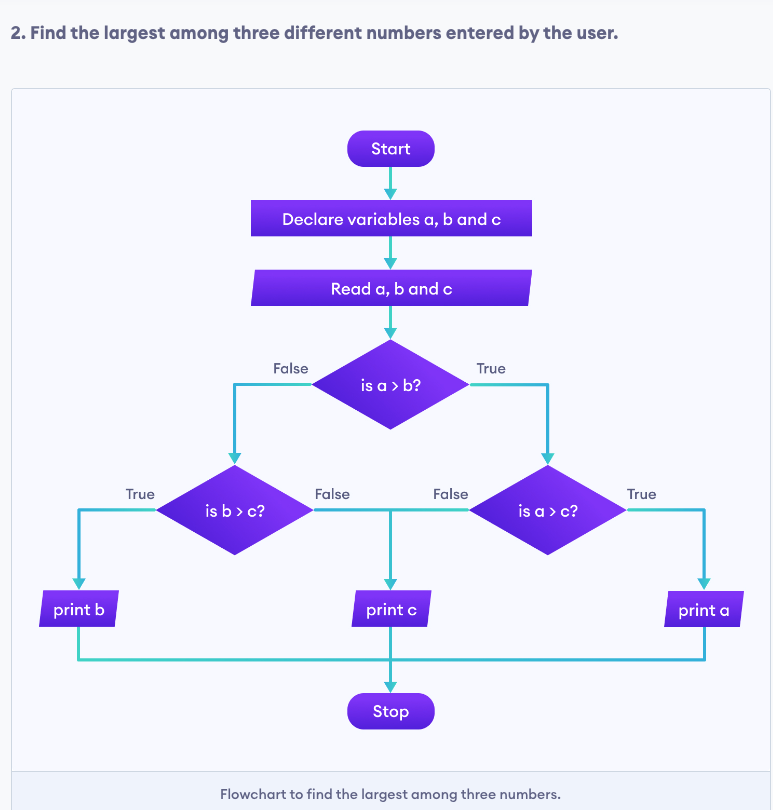 2. Find the largest among three different numbers entered by the user.
Start
Declare variables a, b and c
Read a, b and c
False
True
is a > b?
True
False
False
True
is b > c?
is a > c?
print b
print c
print a
Stop
Flowchart to find the largest among three numbers.